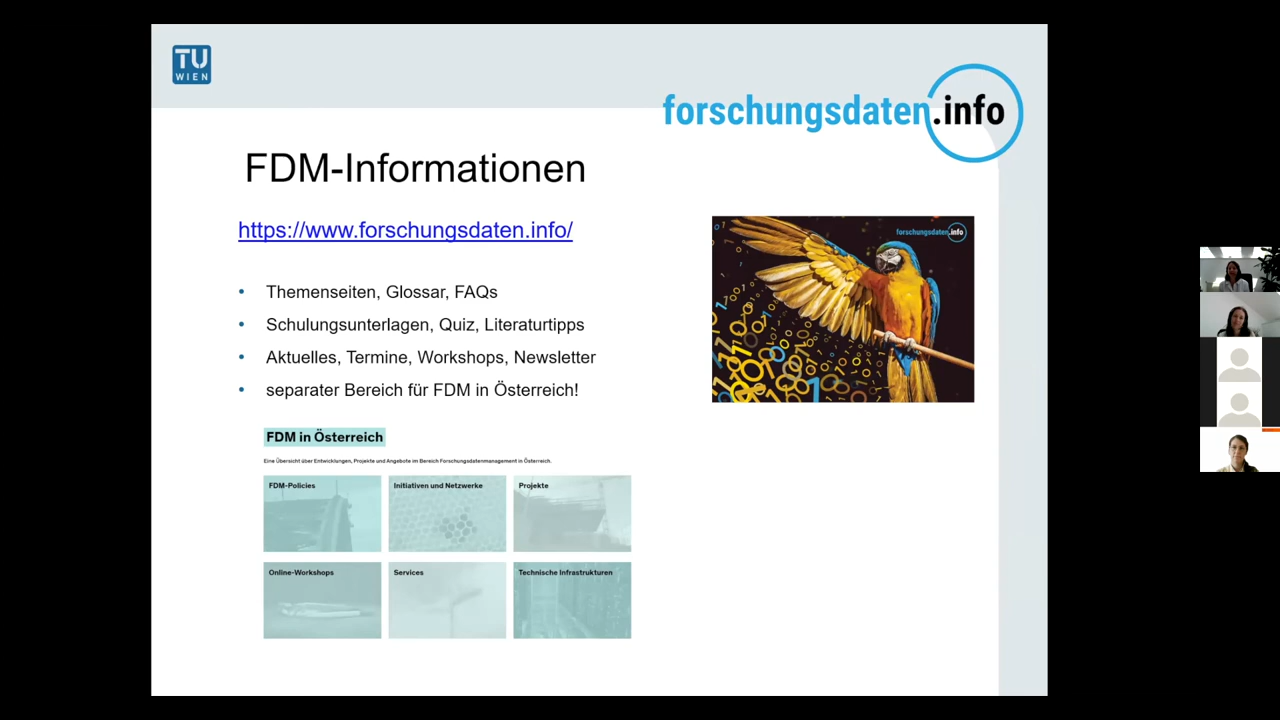 TU
WIEN
forschungsdaten.info
FDM-Informationen
https://www.forschungsdaten.info/
forschungsdaten.info
• Themenseiten, Glossar, FAQs
• Schulungsunterlagen, Quiz, Literaturtipps
• Aktuelles, Termine, Workshops, Newsletter
• separater Bereich für FDM in Österreich!
FDM in Österreich
Eine Übersicht über Entwicklungen, Projekte und Angebote im Bereich Forschungsdatenmanagement in Österreich.
FDM-Policies
Initiativen und Netzwerke
Projekte
Online-Workshops
Services
Technische Infrastrukturen